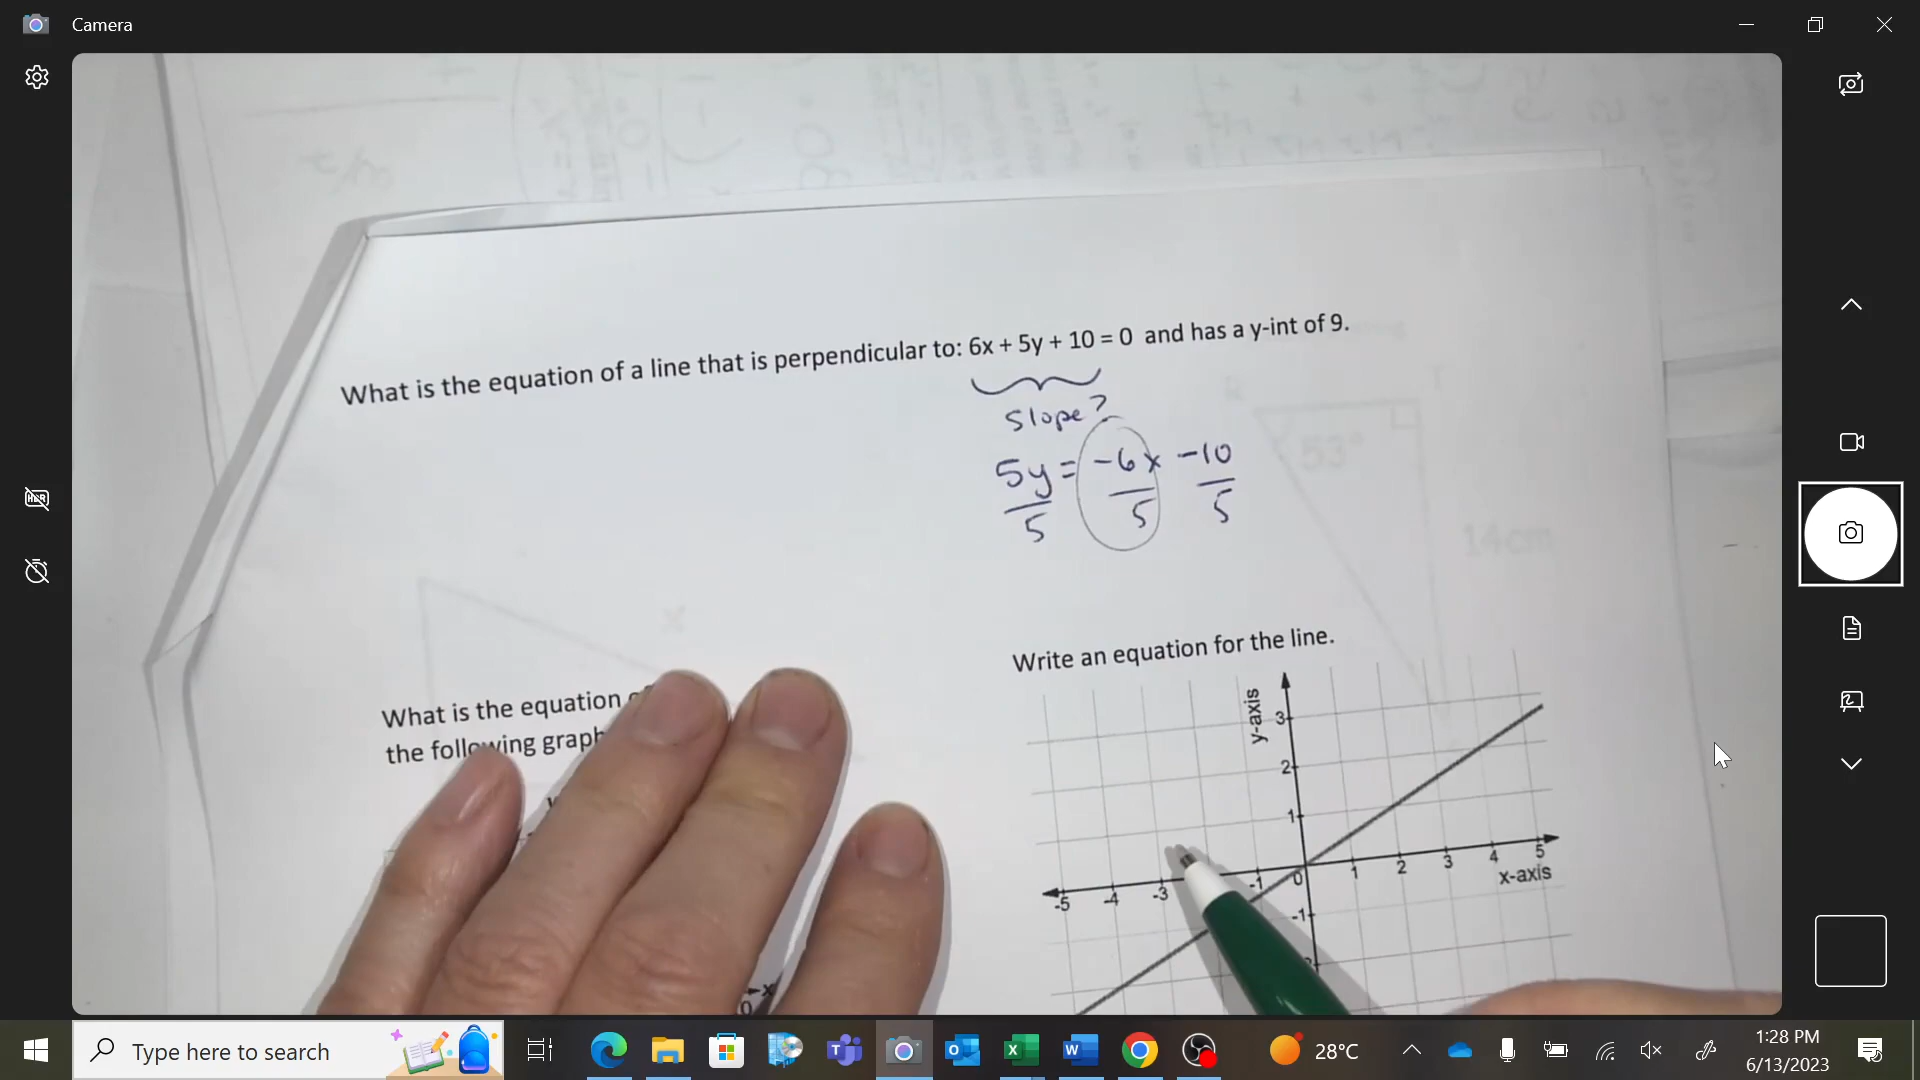 Camera
What is the equation of a line that is perpendicular to: 6x + 5y + 10 = 0 and has a y-int of 9.
slope?
5y = -6x -10
5 5 5
53°
14cm
x
Write an equation for the line.
What is the equation
the following graph
y-axis
3
2
1
-5 -4 -3 -1 0 1 2 3 4 5
x-axis
-1
x
0
Type here to search
28°C
1:28 PM
6/13/2023